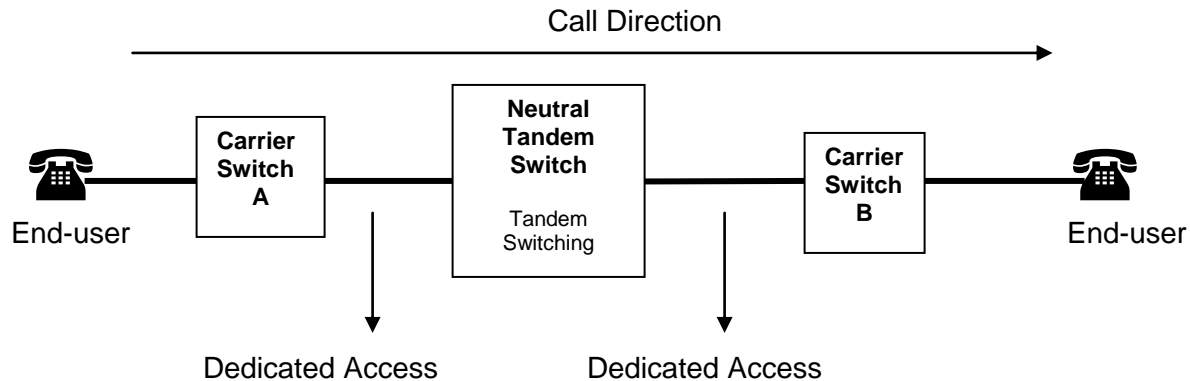 Call Direction
Carrier
Switch
A
Neutral
Tandem
Switch
Tandem
Switching
Carrier
Switch
B
End-user
End-user
Dedicated Access
Dedicated Access